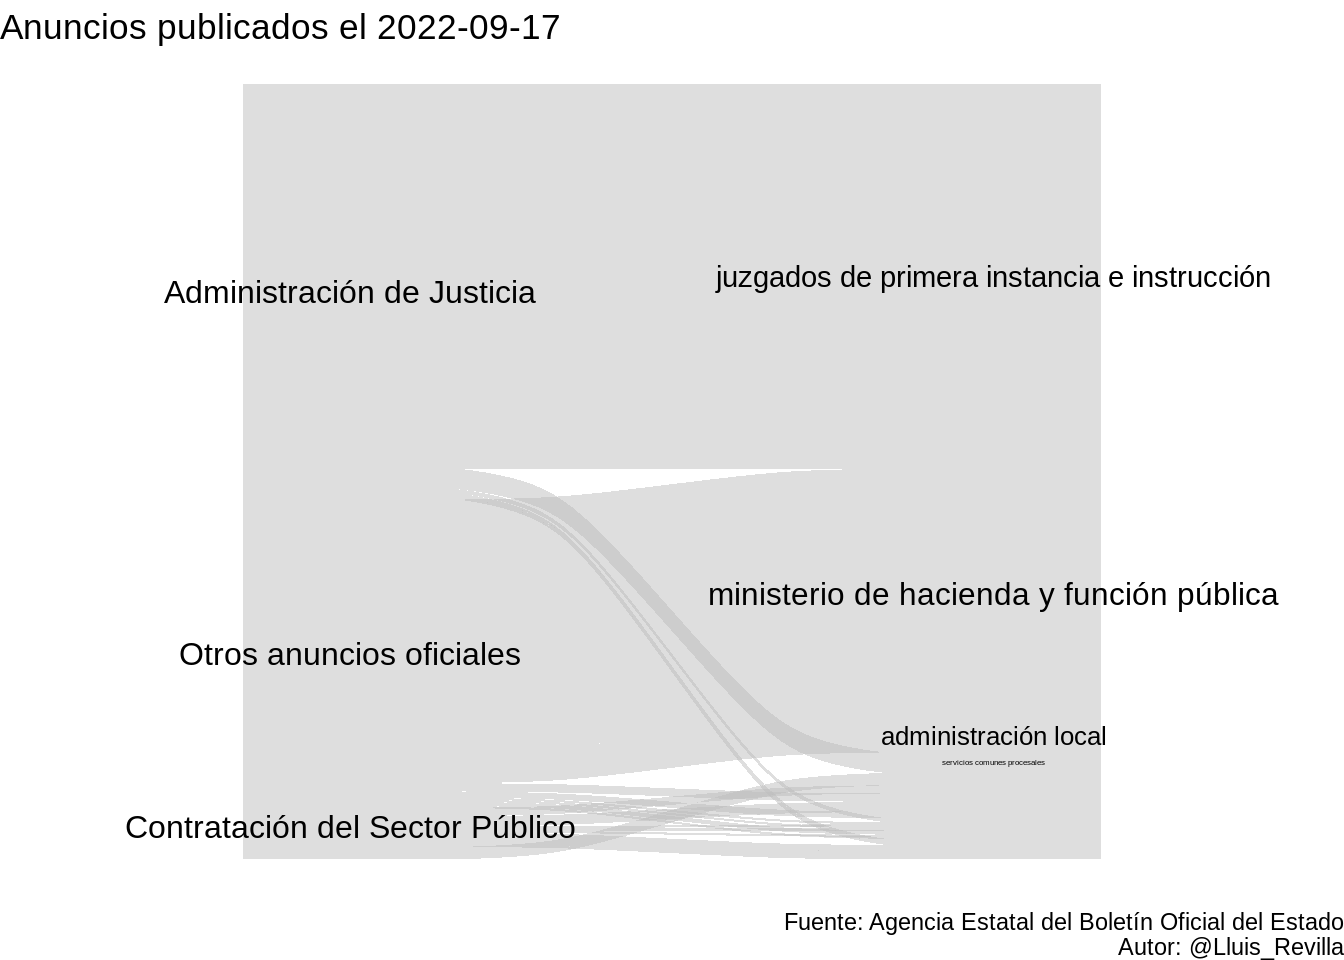 Anuncios publicados el 2022-09-17
Administración de Justicia
juzgados de primera instancia e instrucción
ministerio de hacienda y función pública
Otros anuncios oficiales
administración local
servicios comunes procesales
Contratación del Sector Público
Fuente: Agencia Estatal del Boletín Oficial del Estado
Autor: @Lluis_Revilla